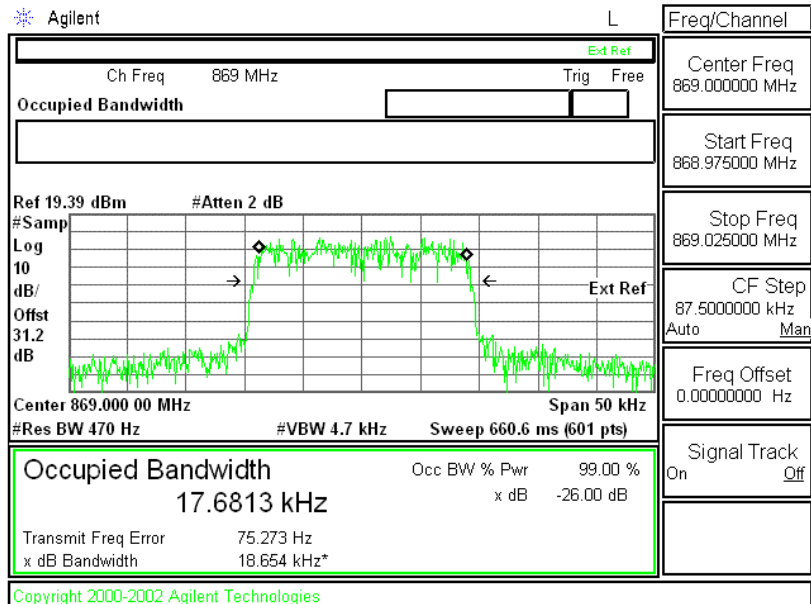 Agilent L
Ext Ref
Ch Freq 869 MHz Trig Free
Occupied Bandwidth
Ref 19.39 dBm #Atten 2 dB
#Samp
Log
10
dB/
Offst
31.2
dB
Ext Ref
Center 869.000 00 MHz Span 50 kHz
#Res BW 470 Hz #VBW 4.7 kHz Sweep 660.6 ms (601 pts)
Occupied Bandwidth Occ BW % Pwr 99.00 %
17.6813 kHz x dB -26.00 dB
Transmit Freq Error 75.273 Hz
x dB Bandwidth 18.654 kHz*
Copyright 2000-2002 Agilent Technologies
Freq/Channel
Center Freq
869.000000 MHz
Start Freq
868.975000 MHz
Stop Freq
869.025000 MHz
CF Step
87.5000000 kHz
Auto Man
Freq Offset
0.00000000 Hz
Signal Track
On Off